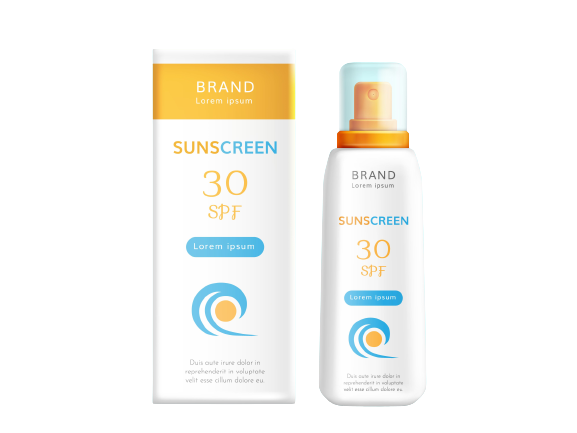 BRAND
Lorem ipsum
SUNSCREEN
30
SPF
Lorem ipsum
Duis aute irure dolor in
reprehenderit in voluptate
velit esse cillum dolore eu
BRAND
Lorem ipsum
SUNSCREEN
30
SPF
Lorem ipsum
Duis aute irure dolor in
reprehenderit in voluptate
velit esse cillum dolore eu